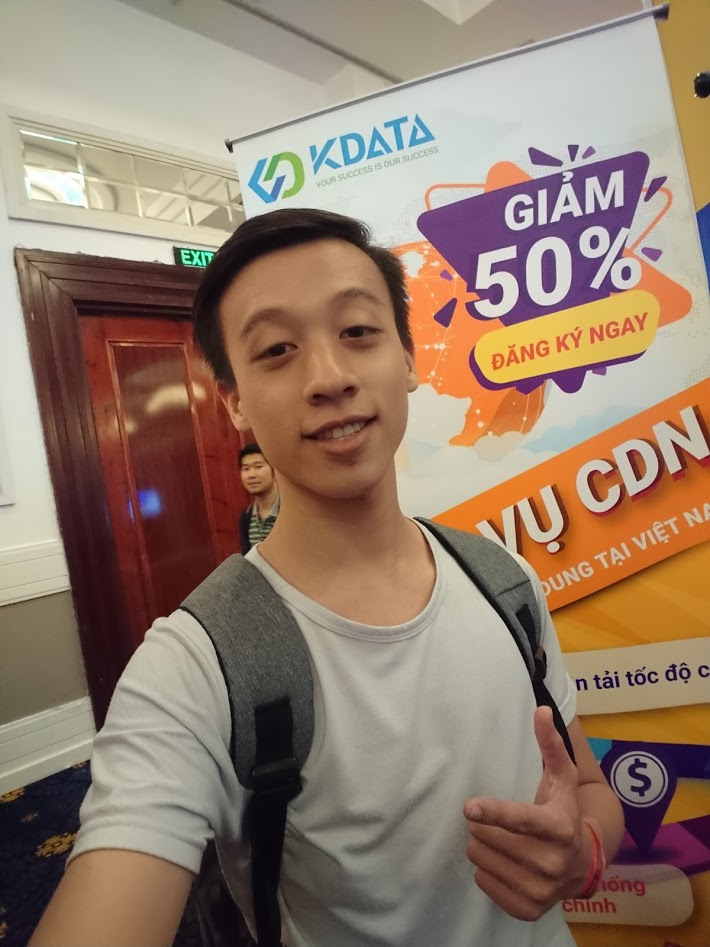 KDATA
YOUR SUCCESS IS OUR SUCCESS
GIẢM
50%
ĐĂNG KÝ NGAY
EXIT
VỤ CDN
DUNG TẠI VIỆT NA
n tải tốc độ c
$
hống
chính